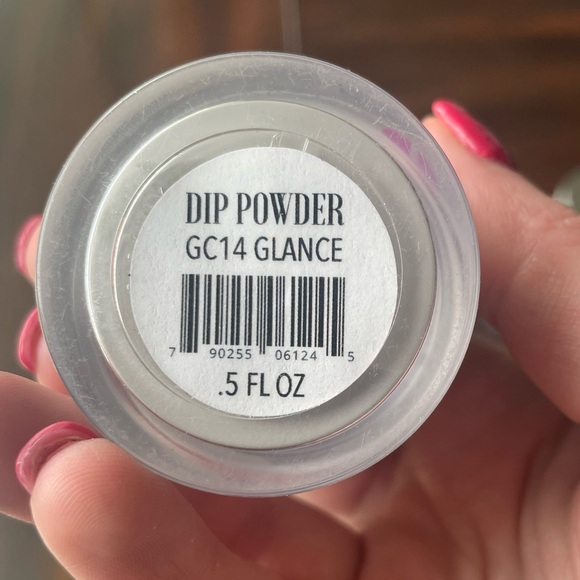 DIP POWDER
GC14 GLANCE
7 90255 06124 5
.5 FL OZ